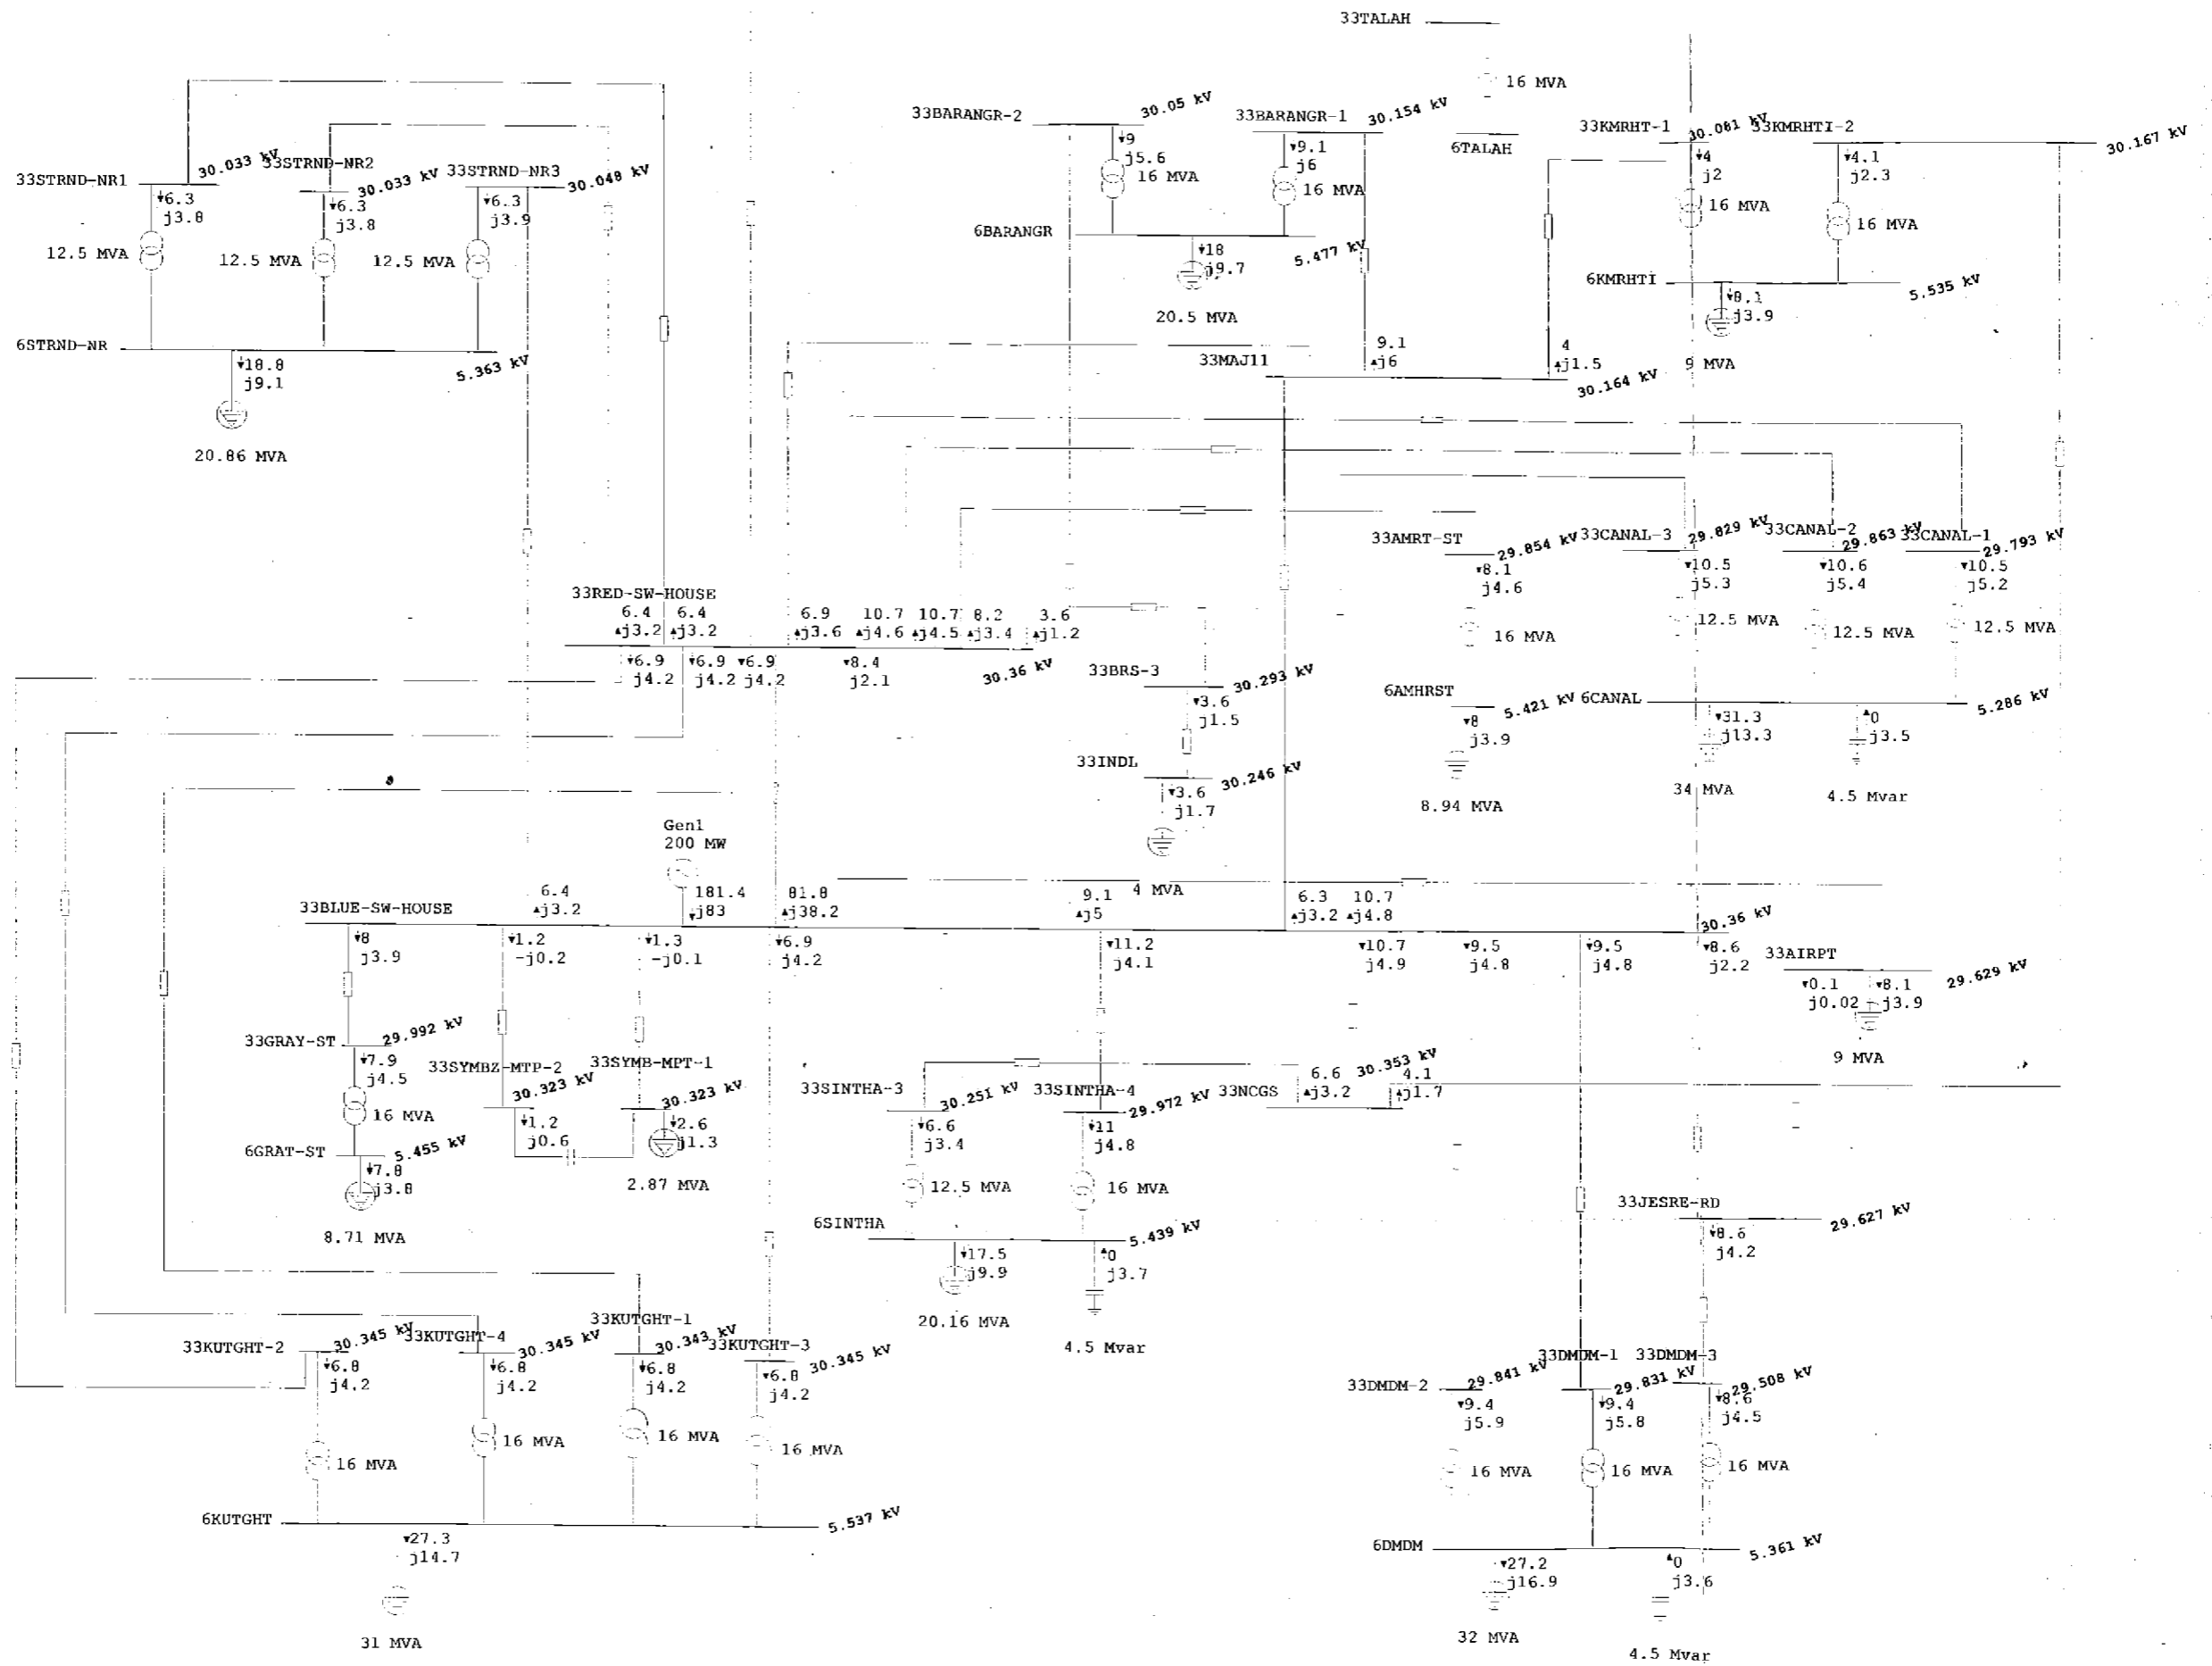 33TALAH
16 MVA
6TALAH
33STRND-NR1
30.033 kV
6.3
j3.8
12.5 MVA
33STRND-NR2
30.033 kV
6.3
j3.8
12.5 MVA
33STRND-NR3
30.048 kV
6.3
j3.9
12.5 MVA
6STRND-NR
5.363 kV
18.8
j9.1
20.86 MVA
33BARANGR-2
30.05 kV
9
j5.6
16 MVA
33BARANGR-1
30.154 kV
9.1
j6
16 MVA
6BARANGR
5.477 kV
18
j9.7
20.5 MVA
33KMRHT-1
30.081 kV
4
j2
16 MVA
33KMRHTI-2
30.167 kV
4.1
j2.3
16 MVA
6KMRHTI
5.535 kV
8.1
j3.9
9 MVA
33MAJ11
9.1
j6
4
j1.5
30.164 kV
33AMRT-ST
29.854 kV
8.1
j4.6
16 MVA
33CANAL-3
29.829 kV
10.5
j5.3
12.5 MVA
33CANAL-2
29.863 kV
10.6
j5.4
12.5 MVA
33CANAL-1
29.793 kV
10.5
j5.2
12.5 MVA
6AMHRST
5.421 kV
8
j3.9
8.94 MVA
6CANAL
5.286 kV
31.3
j13.3
34 MVA
0
j3.5
4.5 Mvar
33RED-SW-HOUSE
6.4 6.4 6.9 10.7 10.7 8.2 3.6
j3.2 j3.2 j3.6 j4.6 j4.5 j3.4 j1.2
6.9 6.9 6.9 8.4
j4.2 j4.2 j4.2 j2.1
30.36 kV
33BRS-3
30.293 kV
3.6
j1.5
33INDL
30.246 kV
3.6
j1.7
4 MVA
Gen1
200 MW
181.4
j83
33BLUE-SW-HOUSE
6.4 81.8 9.1 6.3 10.7
j3.2 j38.2 j5 j3.2 j4.8
30.36 kV
8 1.2 1.3 6.9 11.2 10.7 9.5 9.5 8.6
j3.9 -j0.2 -j0.1 j4.2 j4.1 j4.9 j4.8 j4.8 j2.2
33AIRPT
29.629 kV
0.1 8.1
j0.02 j3.9
9 MVA
33GRAY-ST
29.992 kV
7.9
j4.5
16 MVA
6GRAT-ST
5.455 kV
7.8
j3.8
8.71 MVA
33SYMBZ-MTP-2
30.323 kV
1.2
j0.6
33SYMB-MPT-1
30.323 kV
2.6
j1.3
2.87 MVA
33SINTHA-3
30.251 kV
6.6
j3.4
12.5 MVA
33SINTHA-4
29.972 kV
11
j4.8
16 MVA
33NCGS
6.6
j3.2
30.353 kV
4.1
j1.7
6SINTHA
5.439 kV
17.5
j9.9
20.16 MVA
0
j3.7
4.5 Mvar
33JESRE-RD
29.627 kV
8.6
j4.2
33KUTGHT-2
30.345 kV
6.8
j4.2
16 MVA
33KUTGHT-4
30.345 kV
6.8
j4.2
16 MVA
33KUTGHT-1
30.343 kV
6.8
j4.2
16 MVA
33KUTGHT-3
30.345 kV
6.8
j4.2
16 MVA
6KUTGHT
5.537 kV
27.3
j14.7
31 MVA
33DMDM-2
29.841 kV
9.4
j5.9
16 MVA
33DMDM-1
29.831 kV
9.4
j5.8
16 MVA
33DMDM-3
29.508 kV
8.6
j4.5
16 MVA
6DMDM
5.361 kV
27.2
j16.9
32 MVA
0
j3.6
4.5 Mvar